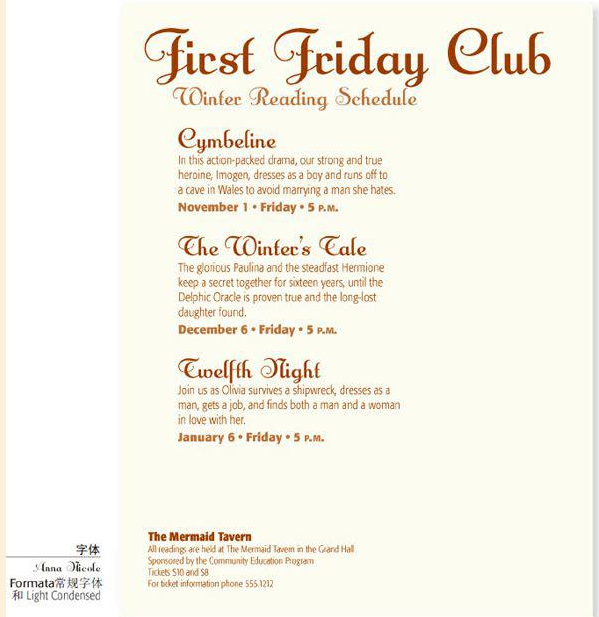 First Friday Club
Winter Reading Schedule
Cymbeline
In this action-packed drama, our strong and true
heroine, Imogen, dresses as a boy and runs off to
a cave in Wales to avoid marrying a man she hates.
November 1 • Friday • 5 P.M.
The Winter's Tale
The glorious Paulina and the steadfast Hermione
keep a secret together for sixteen years, until the
Delphic Oracle is proven true and the long-lost
daughter found.
December 6 • Friday • 5 P.M.
Twelfth Night
Join us as Olivia survives a shipwreck, dresses as a
man, gets a job, and finds both a man and a woman
in love with her.
January 6 • Friday • 5 P.M.
The Mermaid Tavern
All readings are held at The Mermaid Tavern in the Grand Hall
Sponsored by the Community Education Program
Tickets $10 and $8
For ticket information phone 555.1212
字体
Anna Nicole
Formata常规字体
和 Light Condensed